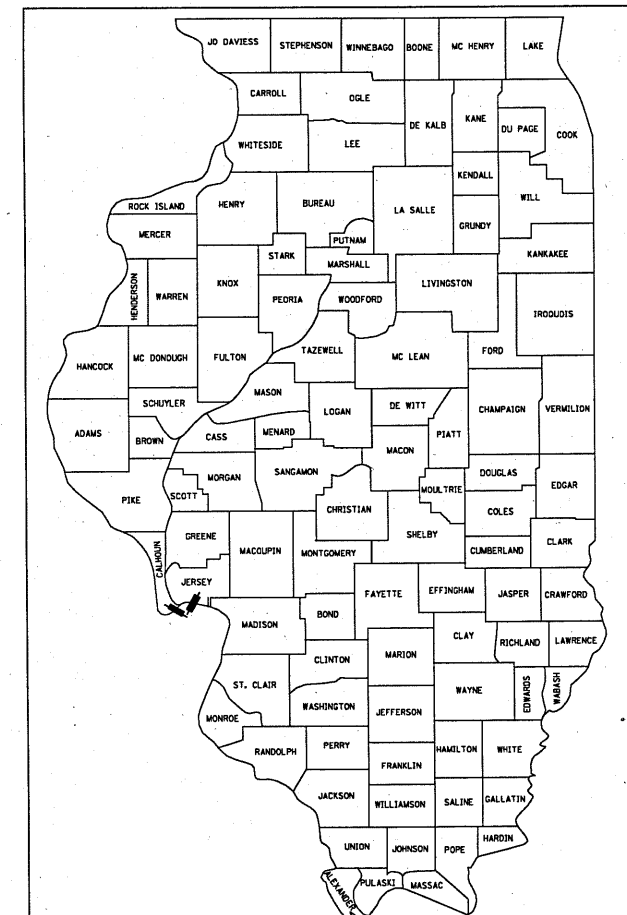 JO DAVIESS STEPHENSON WINNEBAGO BOONE MC HENRY LAKE
CARROLL OGLE DE KALB KANE DU PAGE COOK
WHITESIDE LEE
KENDALL WILL
ROCK ISLAND HENRY BUREAU LA SALLE GRUNDY
MERCER PUTNAM
STARK MARSHALL KANKAKEE
HENDERSON WARREN KNOX PEORIA WOODFORD LIVINGSTON
IROQUDIS
HANCOCK MC DONOUGH FULTON TAZEWELL MC LEAN FORD
MASON
SCHUYLER LOGAN DE WITT CHAMPAIGN VERMILION
ADAMS BROWN CASS MENARD MACON PIATT
SANGAMON
PIKE SCOTT MORGAN MOULTRIE DOUGLAS EDGAR
CHRISTIAN COLES
GREENE SHELBY
CALHOUN MACOUPIN MONTGOMERY CUMBERLAND CLARK
JERSEY FAYETTE EFFINGHAM JASPER CRAWFORD
MADISON BOND
CLAY RICHLAND LAWRENCE
CLINTON MARION
ST. CLAIR WAYNE EDWARDS WABASH
WASHINGTON JEFFERSON
MONROE
RANDOLPH PERRY HAMILTON WHITE
FRANKLIN
JACKSON WILLIAMSON SALINE GALLATIN
HARDIN
UNION JOHNSON POPE
ALEXANDER PULASKI MASSAC